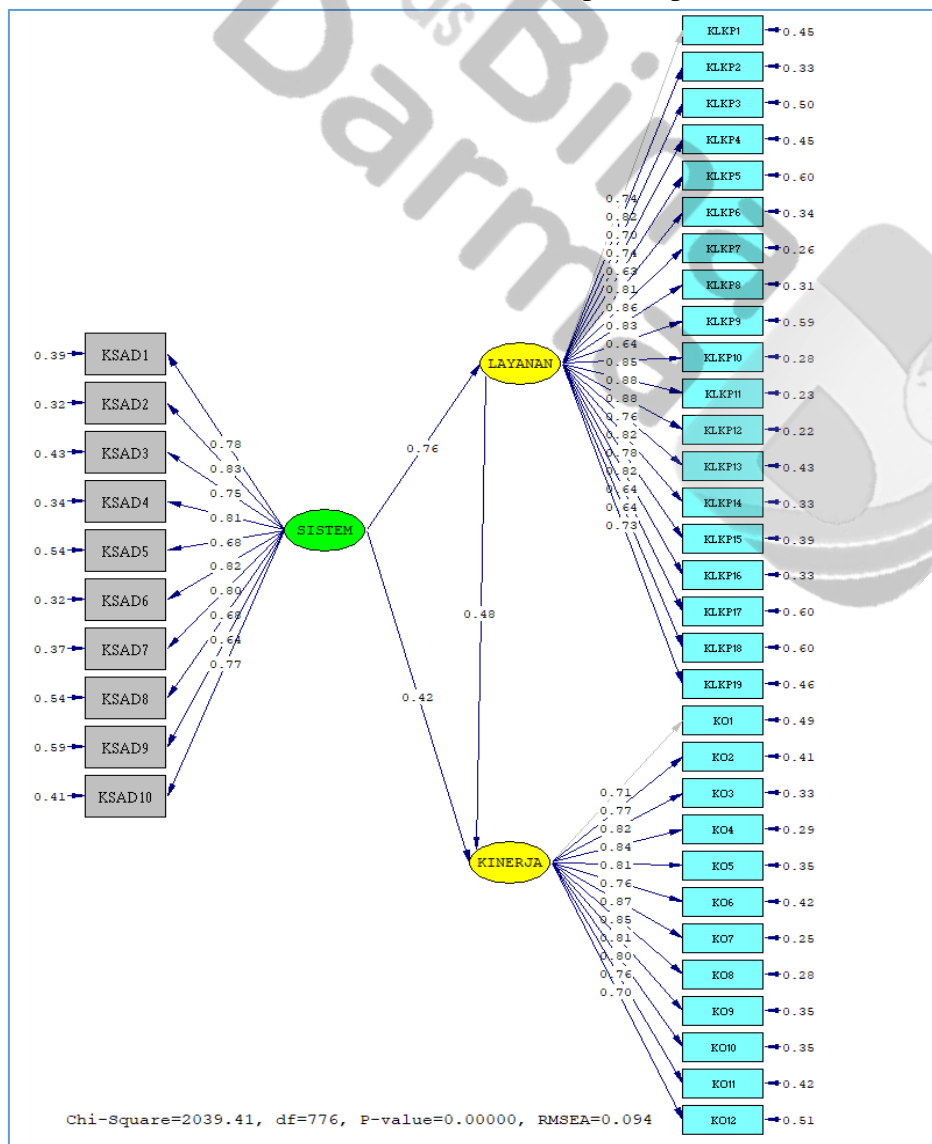 us
Bina
Darma
KSAD1
KSAD2
KSAD3
KSAD4
KSAD5
KSAD6
KSAD7
KSAD8
KSAD9
KSAD10
0.39
0.32
0.43
0.34
0.54
0.32
0.37
0.54
0.59
0.41
0.78
0.83
0.75
0.81
0.68
0.82
0.80
0.68
0.64
0.77
SISTEM
0.76
0.42
LAYANAN
0.48
KINERJA
0.74
0.82
0.70
0.74
0.63
0.81
0.86
0.83
0.64
0.85
0.88
0.88
0.76
0.82
0.78
0.82
0.64
0.64
0.73
KLKP1 0.45
KLKP2 0.33
KLKP3 0.50
KLKP4 0.45
KLKP5 0.60
KLKP6 0.34
KLKP7 0.26
KLKP8 0.31
KLKP9 0.59
KLKP10 0.28
KLKP11 0.23
KLKP12 0.22
KLKP13 0.43
KLKP14 0.33
KLKP15 0.39
KLKP16 0.33
KLKP17 0.60
KLKP18 0.60
KLKP19 0.46
0.71
0.77
0.82
0.84
0.81
0.76
0.87
0.85
0.81
0.80
0.76
0.70
KO1 0.49
KO2 0.41
KO3 0.33
KO4 0.29
KO5 0.35
KO6 0.42
KO7 0.25
KO8 0.28
KO9 0.35
KO10 0.35
KO11 0.42
KO12 0.51
Chi-Square=2039.41, df=776, P-value=0.00000, RMSEA=0.094